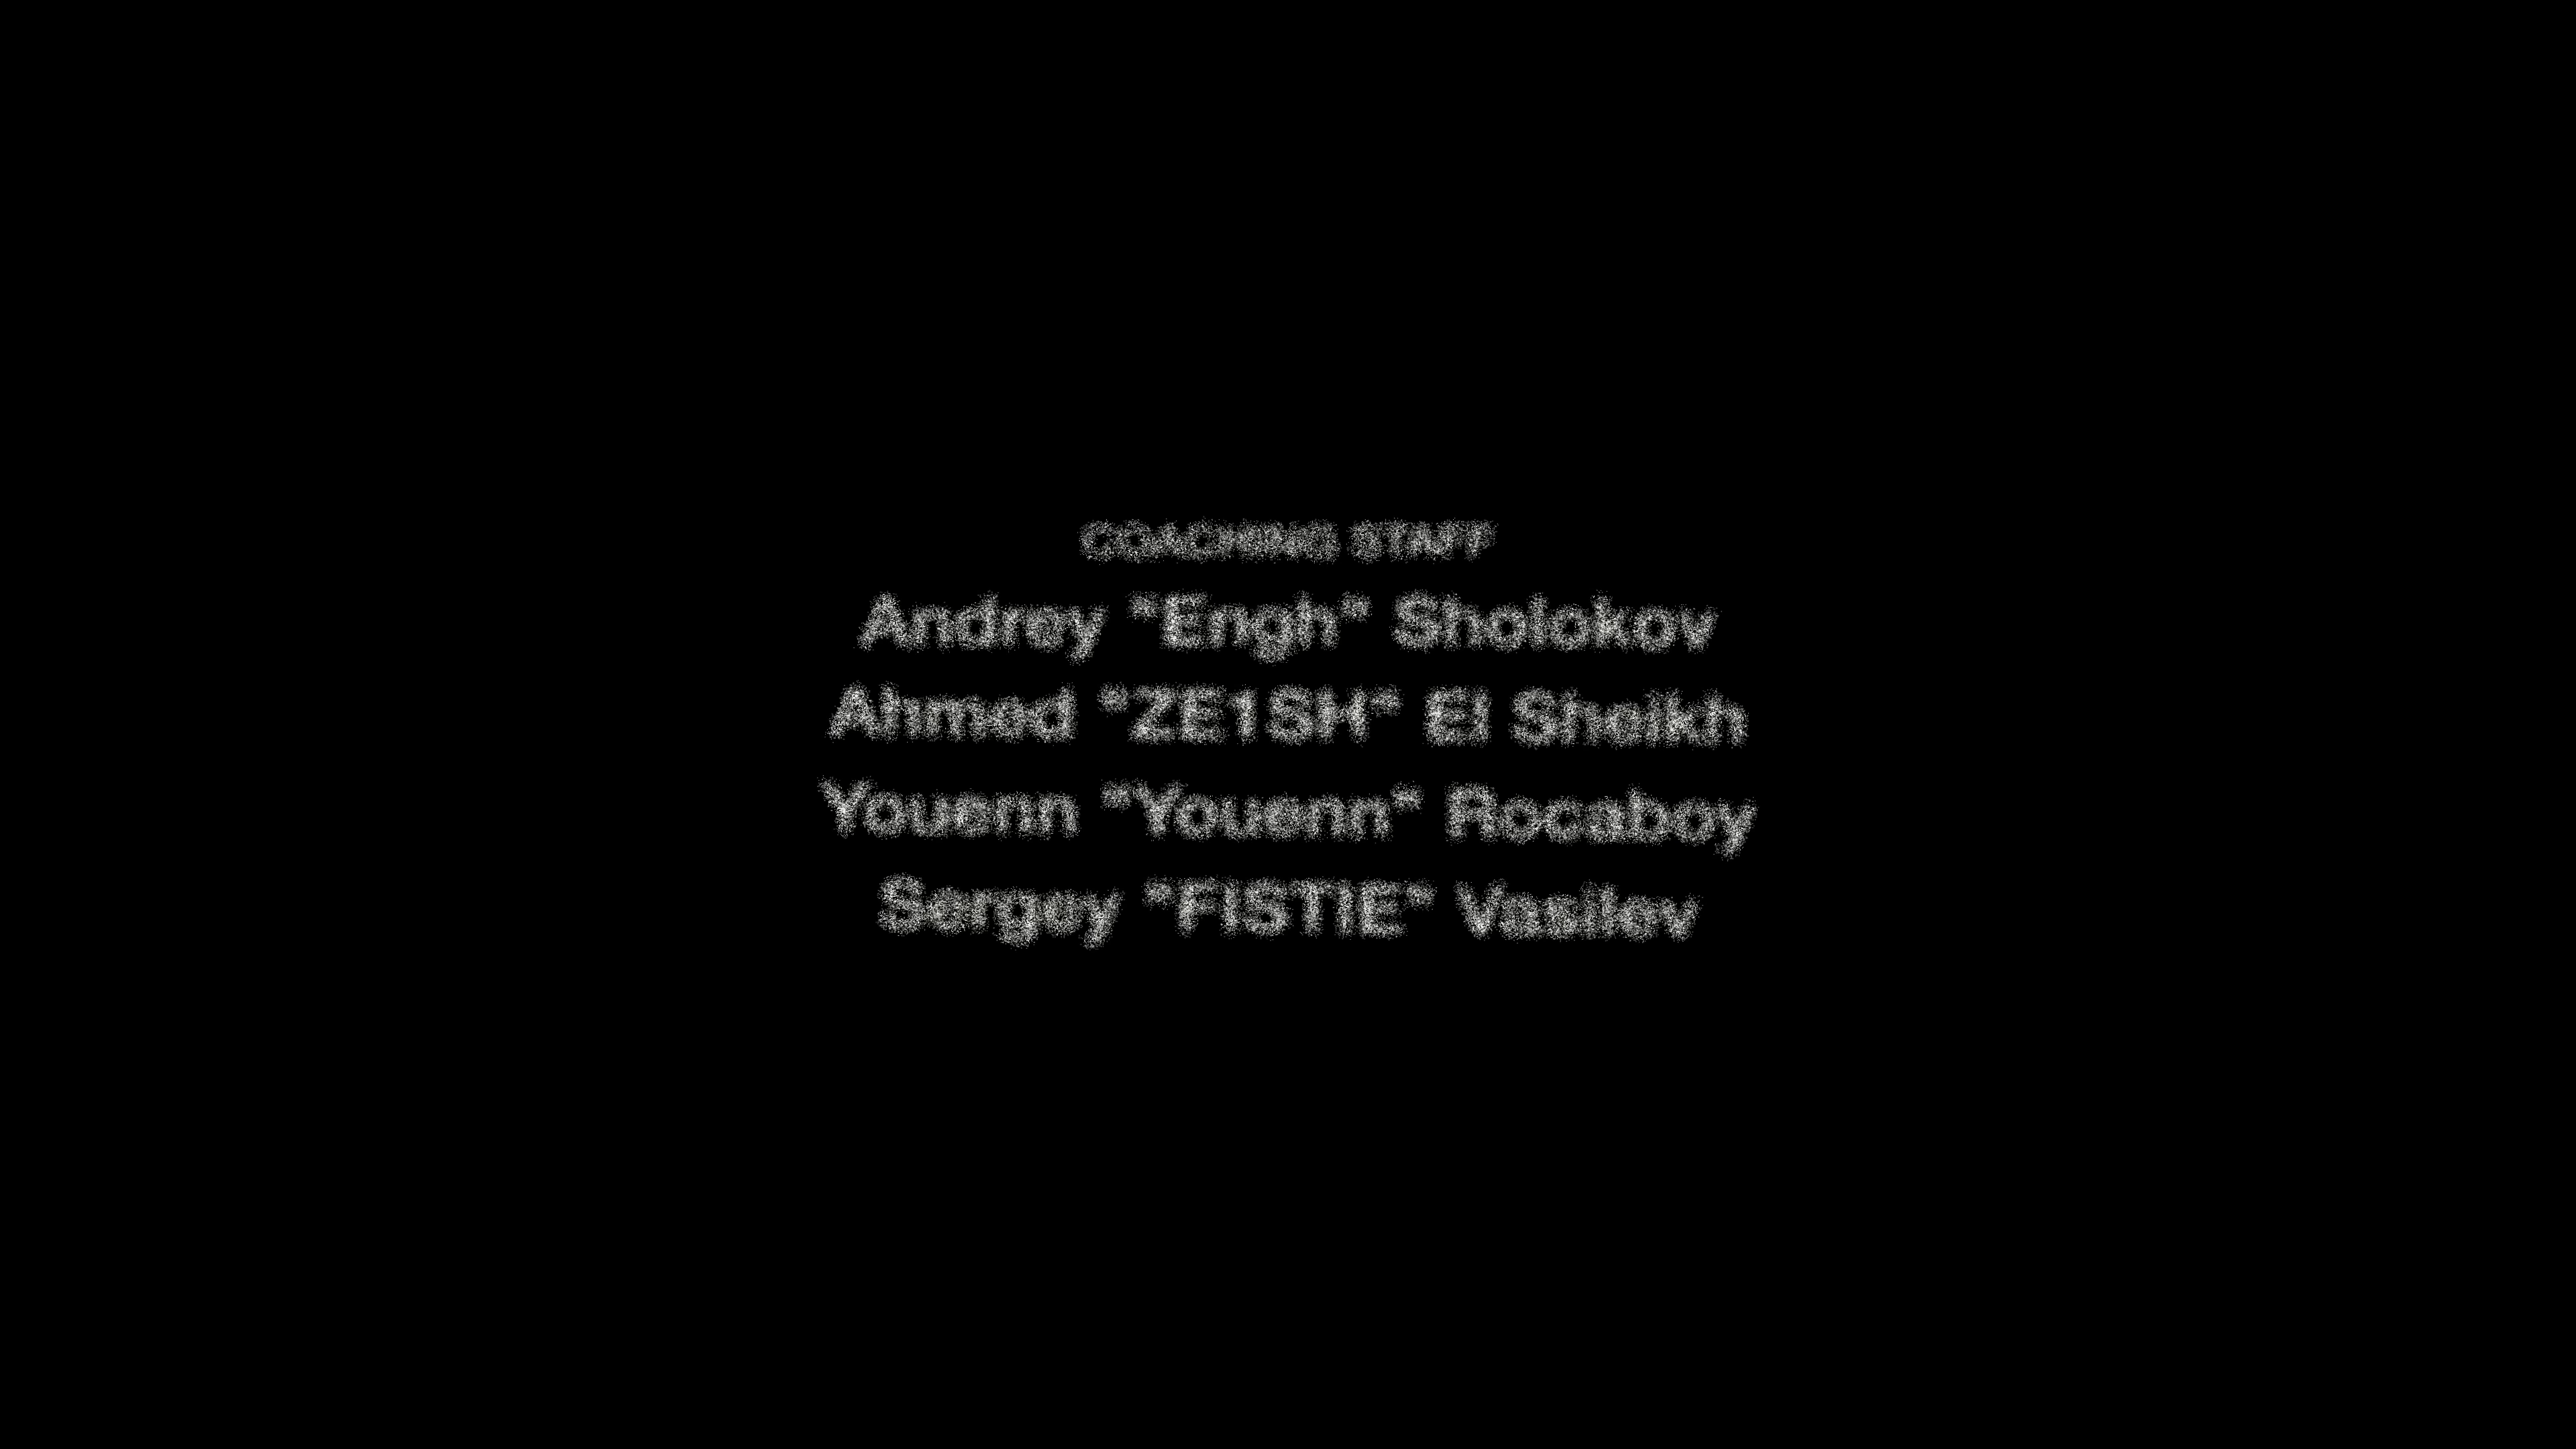 COACHING STAFF
Andrey "Engh" Sholokov
Ahmed "ZE1SH" El Sheikh
Youenn "Youenn" Rocaboy
Sergey "FISTIE" Vasilev